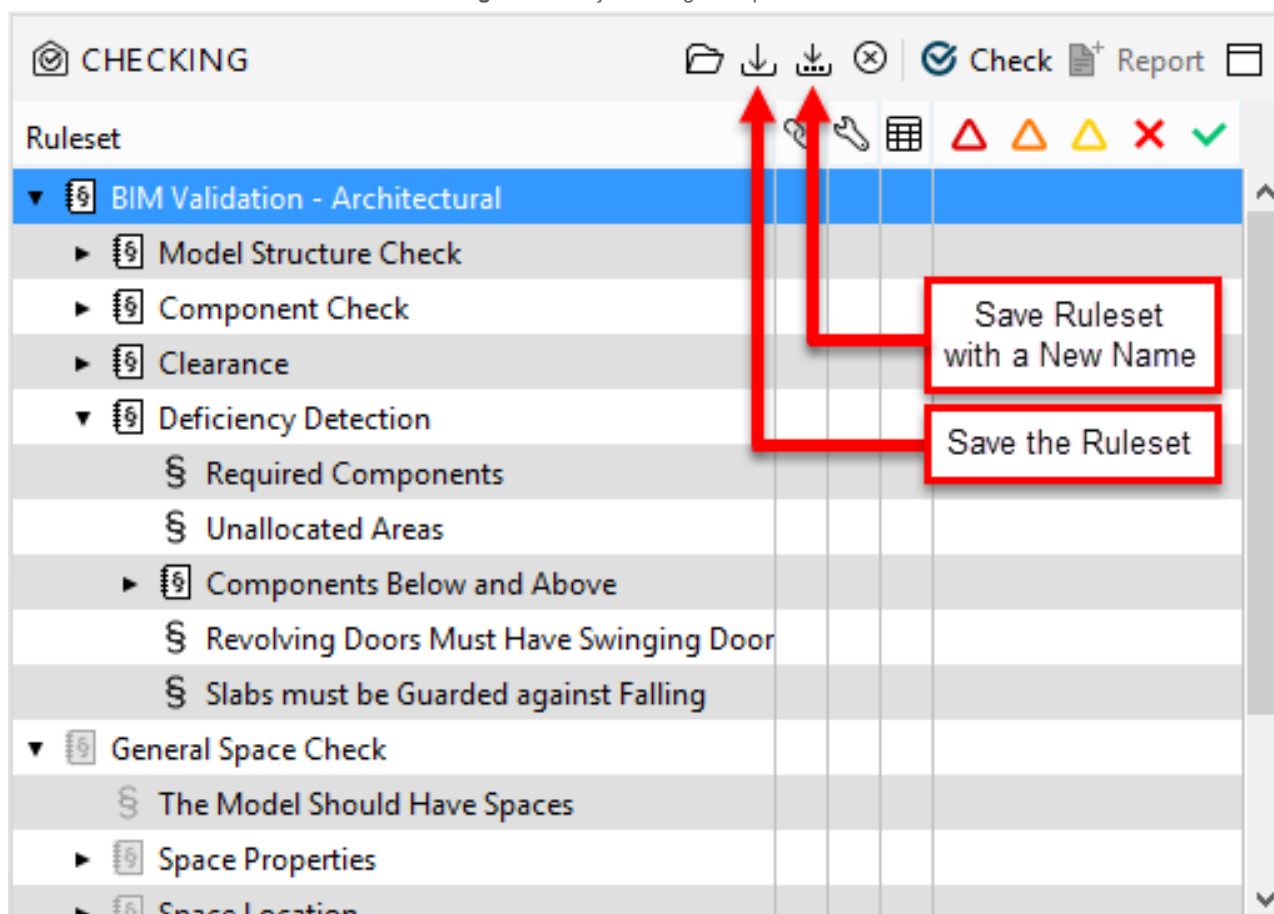 CHECKING Check Report
Ruleset
BIM Validation - Architectural
Model Structure Check
Component Check
Save Ruleset
with a New Name
Clearance
Deficiency Detection
Save the Ruleset
§ Required Components
§ Unallocated Areas
Components Below and Above
§ Revolving Doors Must Have Swinging Door
§ Slabs must be Guarded against Falling
General Space Check
§ The Model Should Have Spaces
Space Properties
Space Location